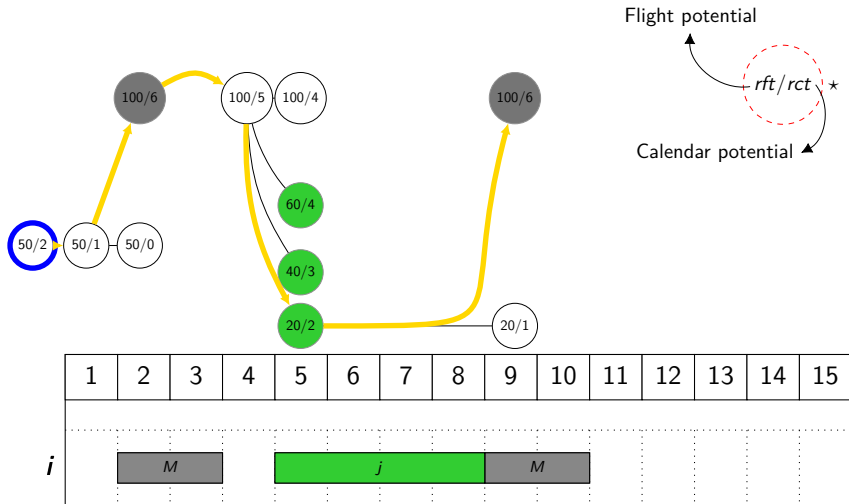 Flight potential
rft/rct ⋆
Calendar potential
100/6
100/5
100/4
100/6
60/4
50/2
50/1
50/0
40/3
20/2
20/1
1 2 3 4 5 6 7 8 9 10 11 12 13 14 15
i M j M